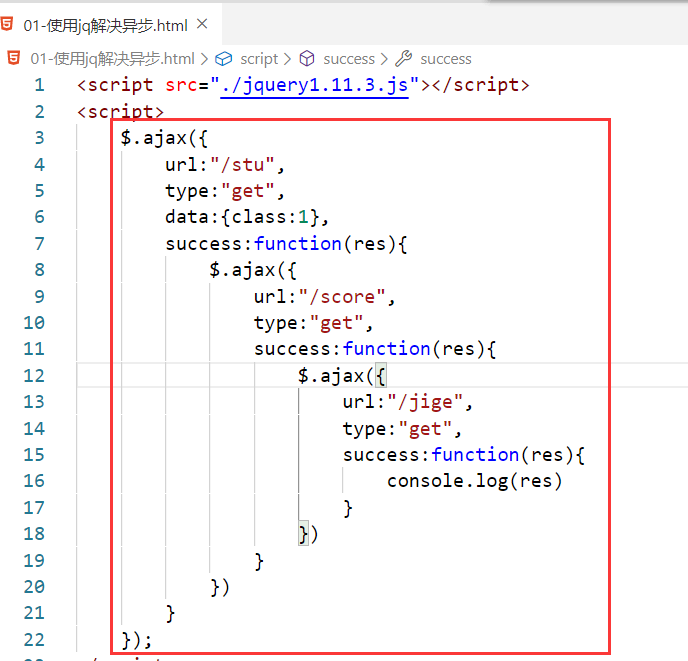 01-使用jq解决异步.html ×
01-使用jq解决异步.html > script > success > success
1 <script src="./jquery1.11.3.js"></script>
2 <script>
3 $.ajax({
4 url:"/stu",
5 type:"get",
6 data:{class:1},
7 success:function(res){
8 $.ajax({
9 url:"/score",
10 type:"get",
11 success:function(res){
12 $.ajax({
13 url:"/jige",
14 type:"get",
15 success:function(res){
16 console.log(res)
17 }
18 })
19 }
20 })
21 }
22 });